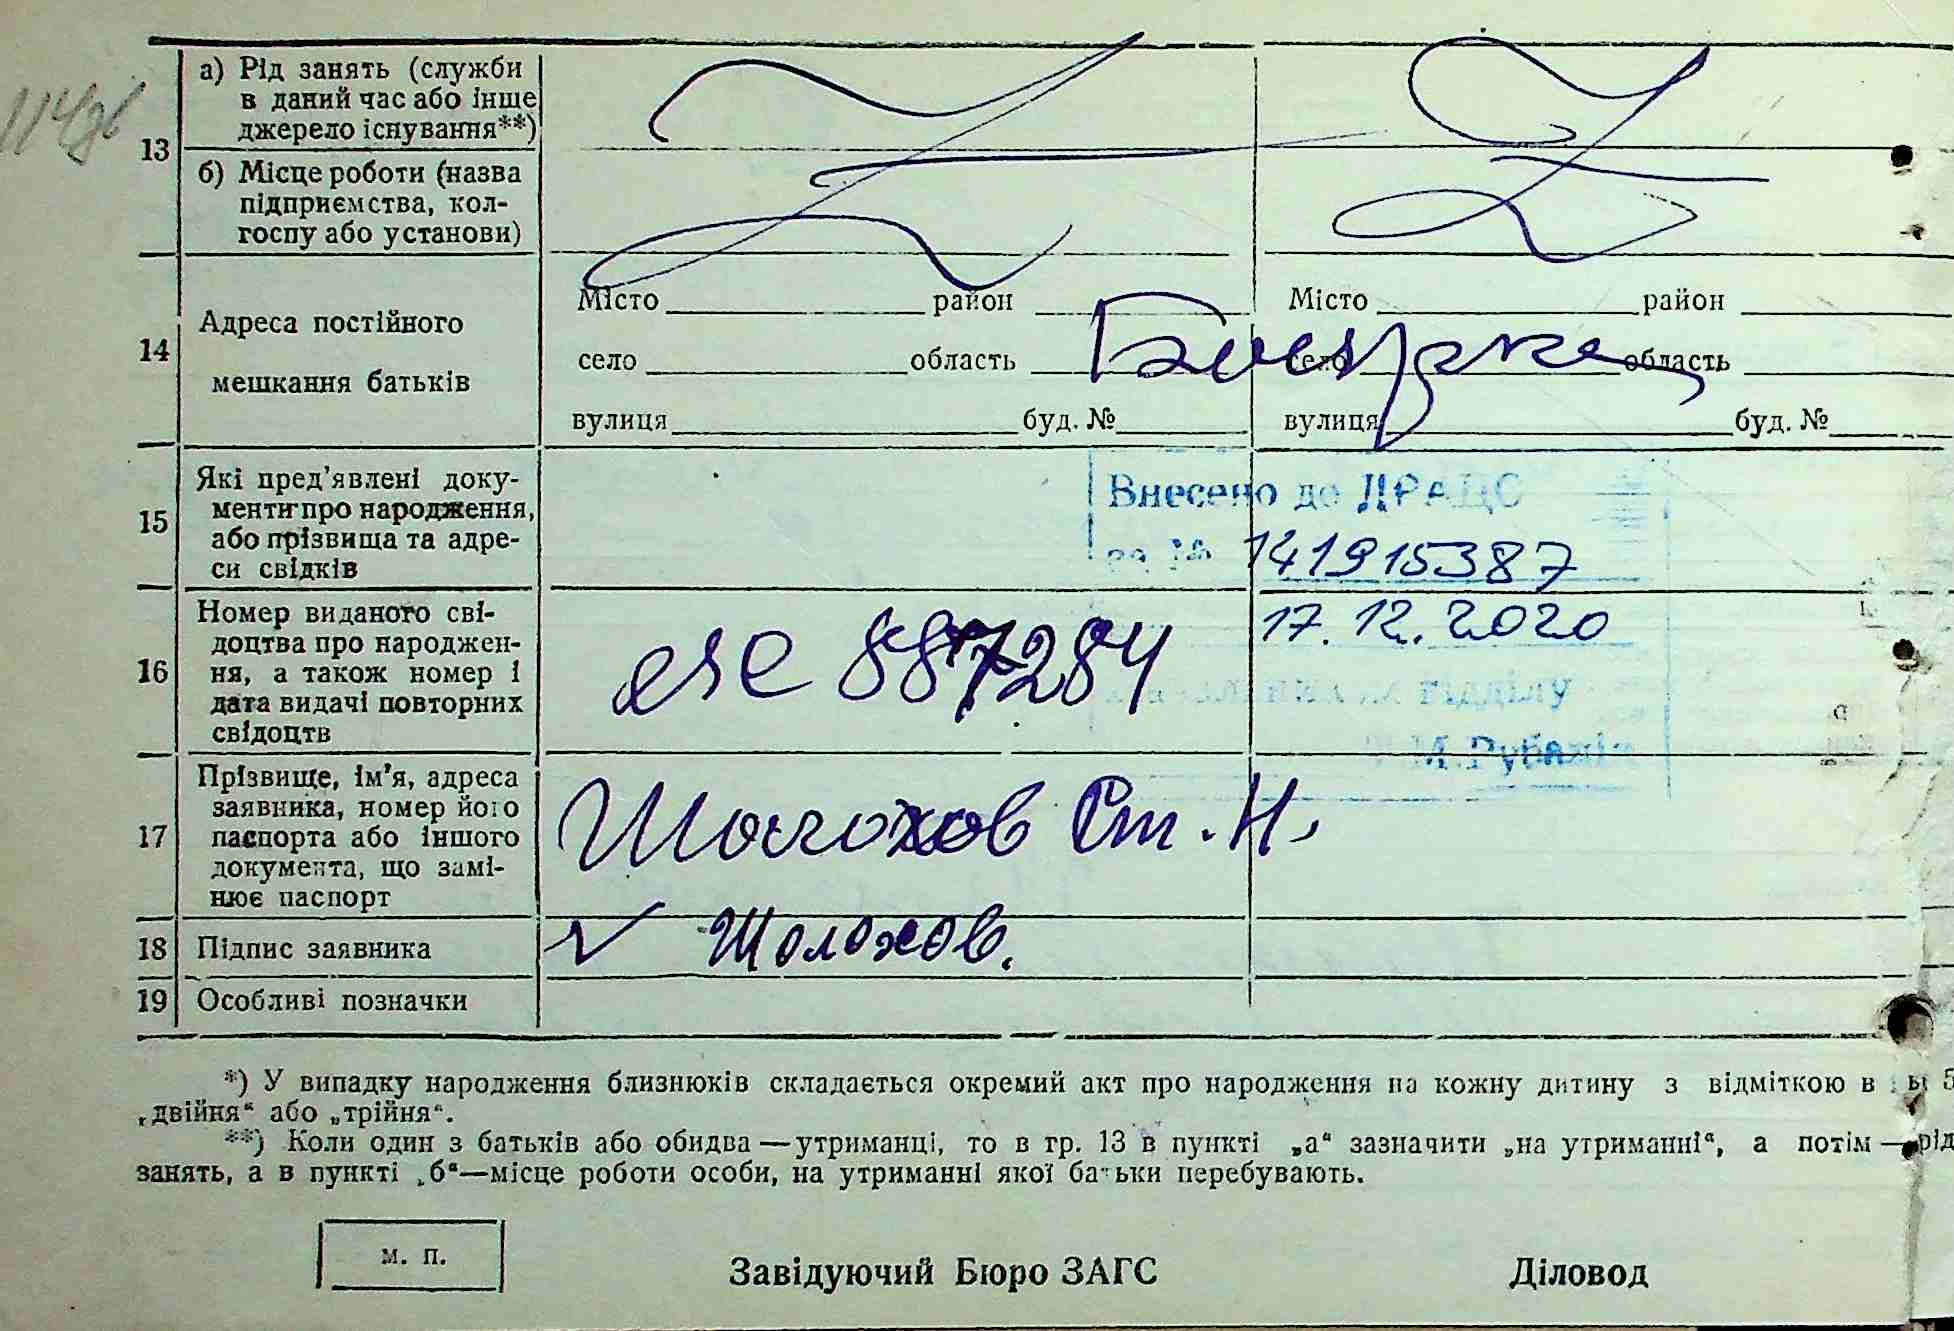 13
а) Рід занять (служби
в даний час або інще
джерело існування**)
б) Місце роботи (назва
підприємства, кол-
госпу або установи)
14
Адреса постійного
мешкання батьків
Місто район
село область
вулиця буд. №
Місто район
село область
вулиця буд. №
15
Які пред’явлені доку-
менти про народження,
або прізвища та адре-
си свідків
Внесено до ДРАЦС
за № 141915387
17.12.2020
відділу
16
Номер виданого сві-
доцтва про народжен-
ня, а також номер і
дата видачі повторних
свідоцтв
887284
17
Прізвище, ім’я, адреса
заявника, номер його
паспорта або іншого
документа, що замі-
нює паспорт
Шолохов Ст. Н.
18
Підпис заявника
Шолохов.
19
Особливі позначки
*) У випадку народження близнюків складається окремий акт про народження на кожну дитину з відміткою в
„двійня“ або „трійня“.
**) Коли один з батьків або обидва — утриманці, то в гр. 13 в пункті „а“ зазначити „на утриманні“, а потім — рід
занять, а в пункті „б“—місце роботи особи, на утриманні якої батьки перебувають.
м. п.
Завідуючий Бюро ЗАГС
Діловод